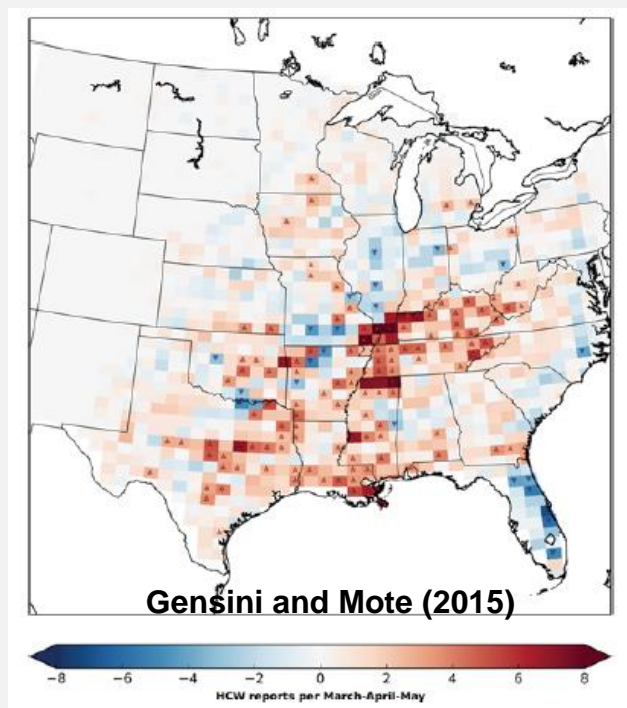 Gensini and Mote (2015)
−8 −6 −4 −2 0 2 4 6 8
HCW reports per March-April-May